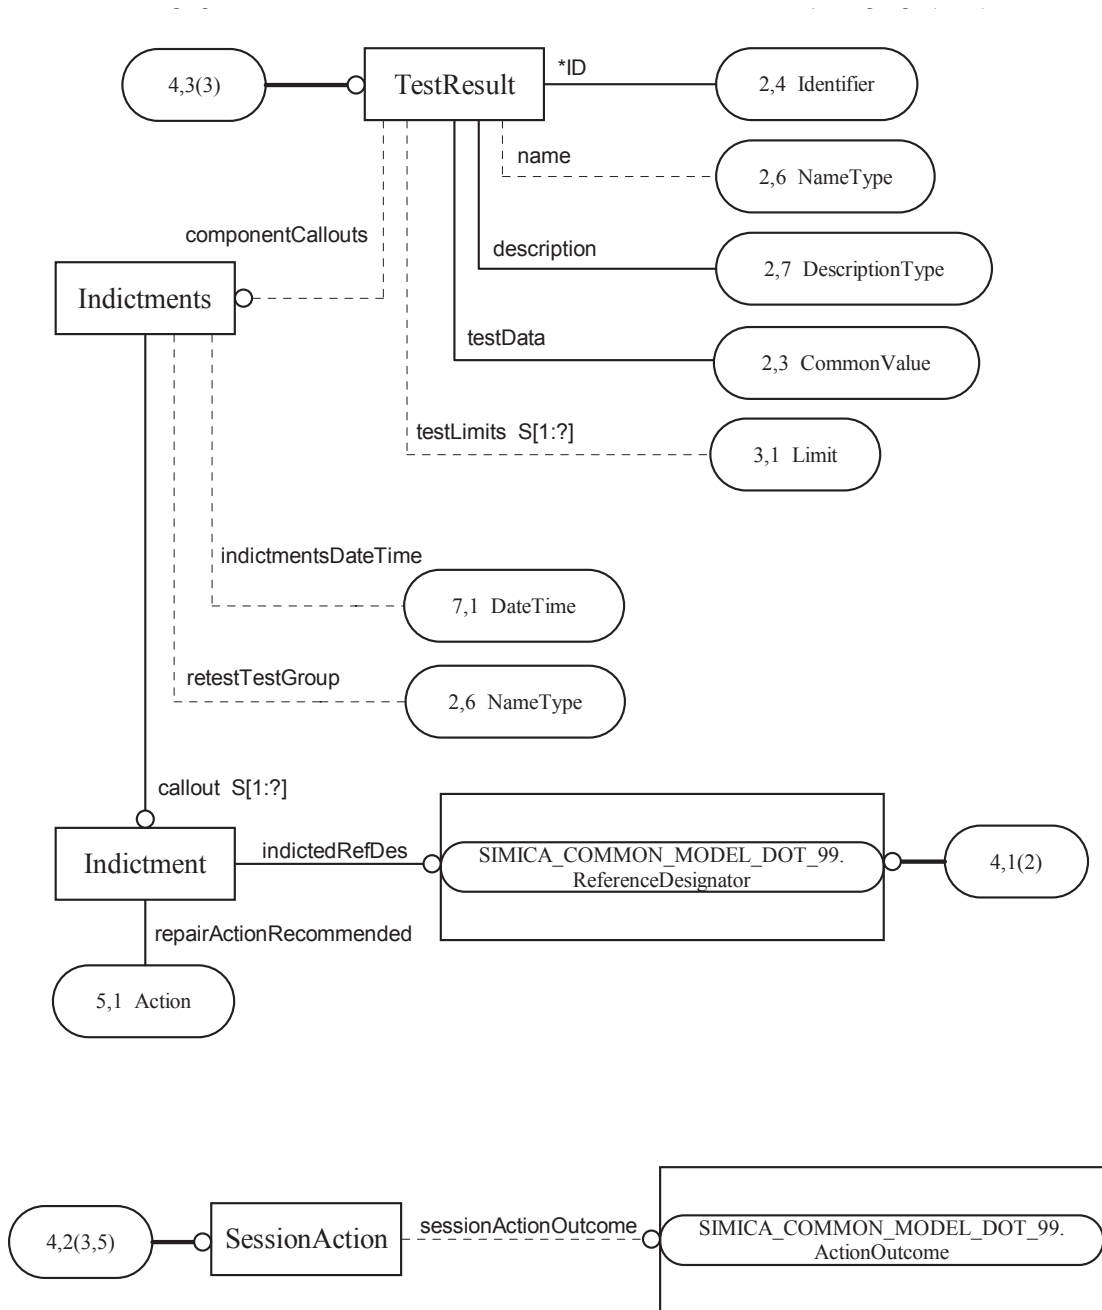 4,3(3)
TestResult
*ID
2,4 Identifier
name
2,6 NameType
componentCallouts
description
2,7 DescriptionType
Indictments
testData
2,3 CommonValue
testLimits S[1:?]
3,1 Limit
indictmentsDateTime
7,1 DateTime
retestTestGroup
2,6 NameType
callout S[1:?]
Indictment
indictedRefDes
SIMICA_COMMON_MODEL_DOT_99.
ReferenceDesignator
4,1(2)
repairActionRecommended
5,1 Action
4,2(3,5)
SessionAction
sessionActionOutcome
SIMICA_COMMON_MODEL_DOT_99.
ActionOutcome